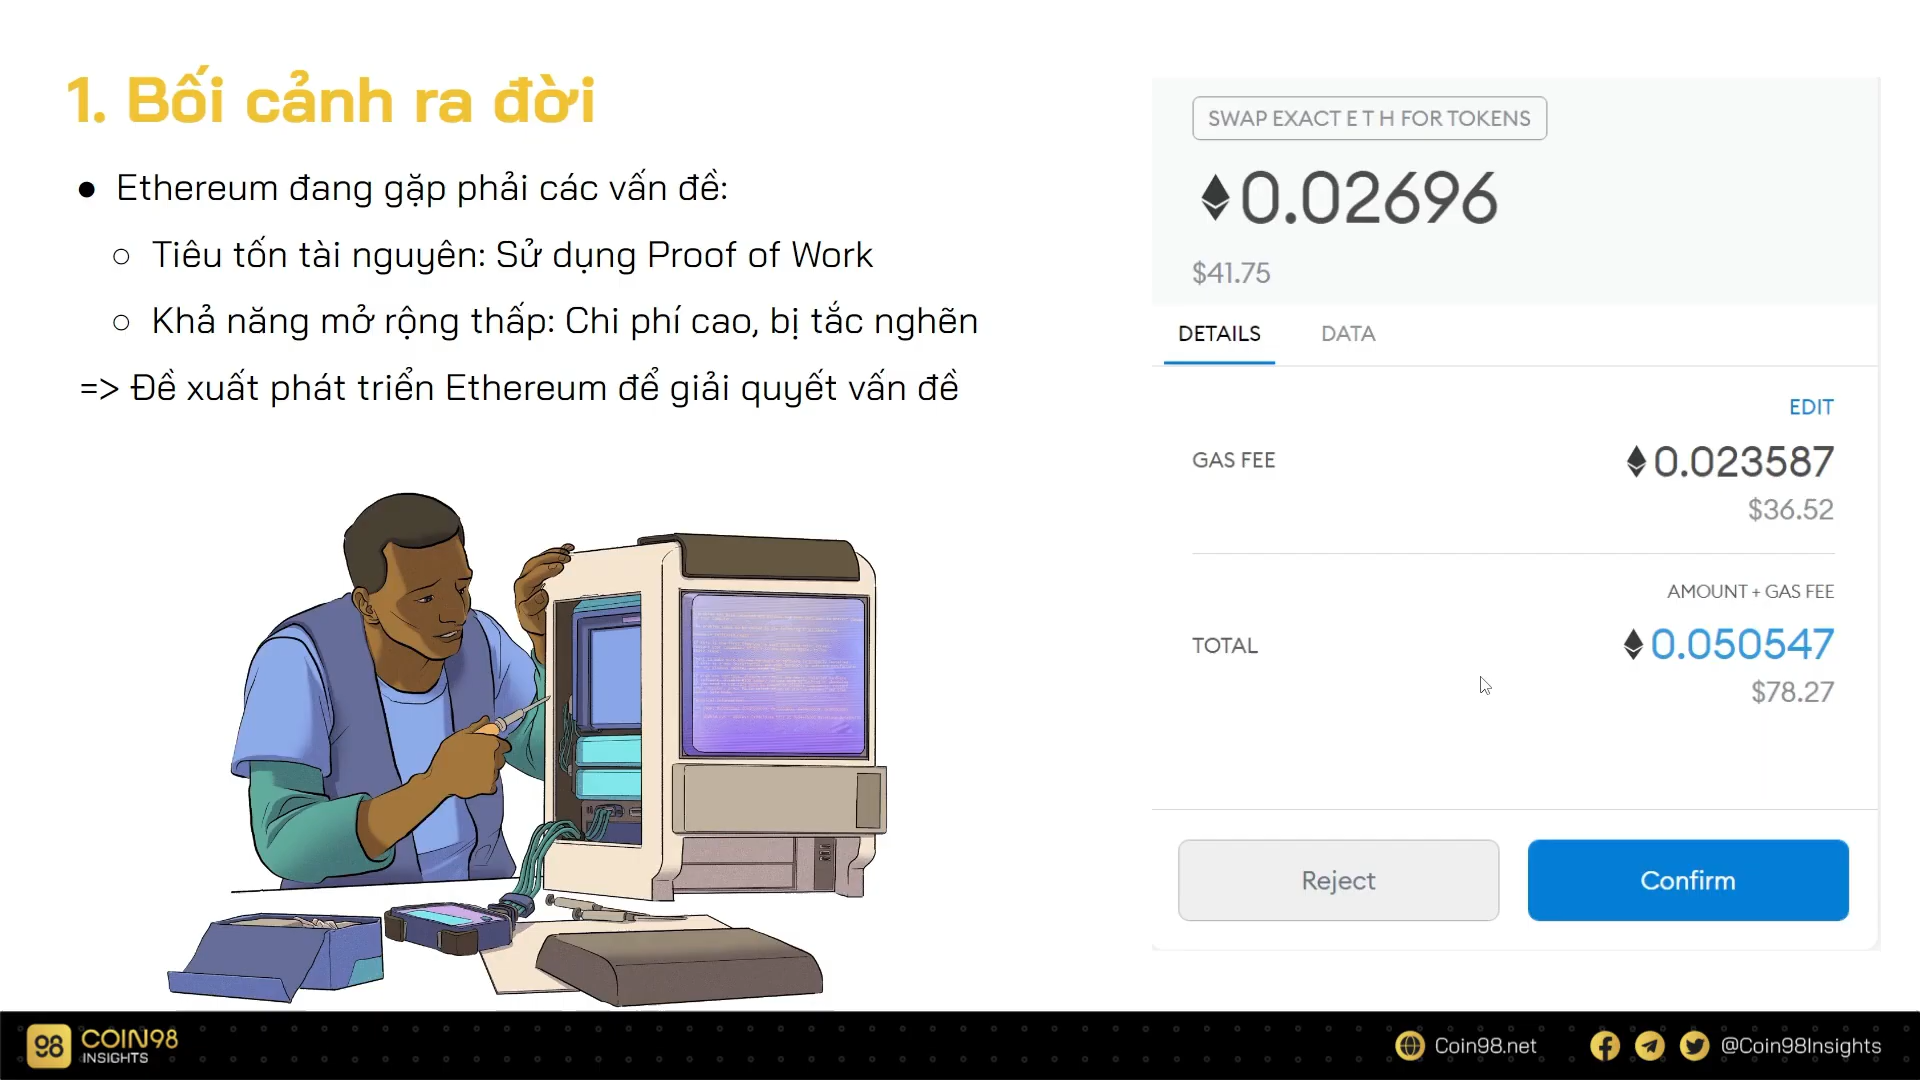 1. Bối cảnh ra đời
● Ethereum đang gặp phải các vấn đề:
○ Tiêu tốn tài nguyên: Sử dụng Proof of Work
○ Khả năng mở rộng thấp: Chi phí cao, bị tắc nghẽn
=> Đề xuất phát triển Ethereum để giải quyết vấn đề
SWAP EXACT E T H FOR TOKENS
0.02696
$41.75
DETAILS DATA
EDIT
GAS FEE 0.023587
$36.52
AMOUNT + GAS FEE
TOTAL 0.050547
$78.27
Reject Confirm
98 COIN98
INSIGHTS
Coin98.net @Coin98Insights